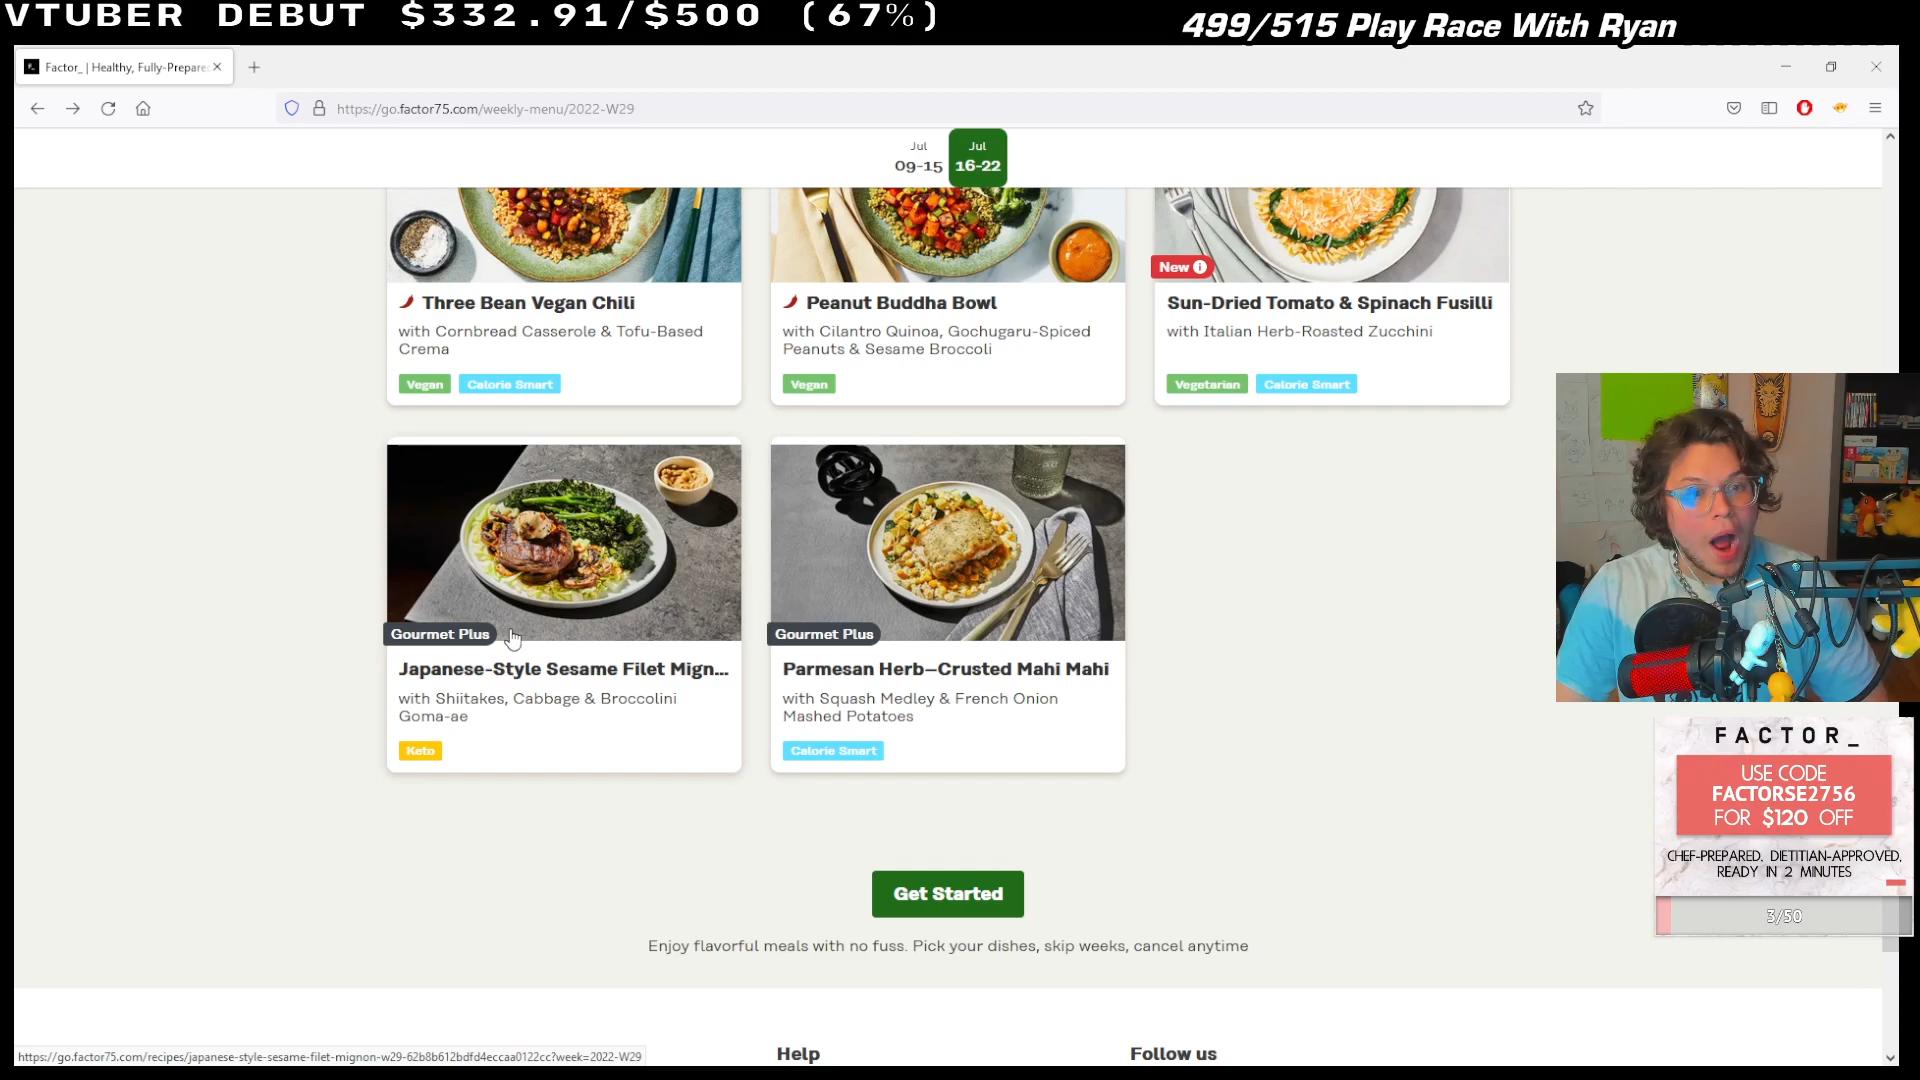 VTUBER DEBUT $332.91/$500 (67%)
499/515 Play Race With Ryan
Factor_ | Healthy, Fully-Prepare
https://go.factor75.com/weekly-menu/2022-W29
Jul
09-15
Jul
16-22
New
Three Bean Vegan Chili
with Cornbread Casserole & Tofu-Based
Crema
Vegan
Calorie Smart
Peanut Buddha Bowl
with Cilantro Quinoa, Gochugaru-Spiced
Peanuts & Sesame Broccoli
Vegan
Sun-Dried Tomato & Spinach Fusilli
with Italian Herb-Roasted Zucchini
Vegetarian
Calorie Smart
Gourmet Plus
Japanese-Style Sesame Filet Mign...
with Shiitakes, Cabbage & Broccolini
Goma-ae
Keto
Gourmet Plus
Parmesan Herb–Crusted Mahi Mahi
with Squash Medley & French Onion
Mashed Potatoes
Calorie Smart
FACTOR_
USE CODE
FACTORSE2756
FOR $120 OFF
CHEF-PREPARED, DIETITIAN-APPROVED,
READY IN 2 MINUTES
3/50
Get Started
Enjoy flavorful meals with no fuss. Pick your dishes, skip weeks, cancel anytime
Help
Follow us
https://go.factor75.com/recipes/japanese-style-sesame-filet-mignon-w29-62b8b612bdfd4eccaa0122cc?week=2022-W29